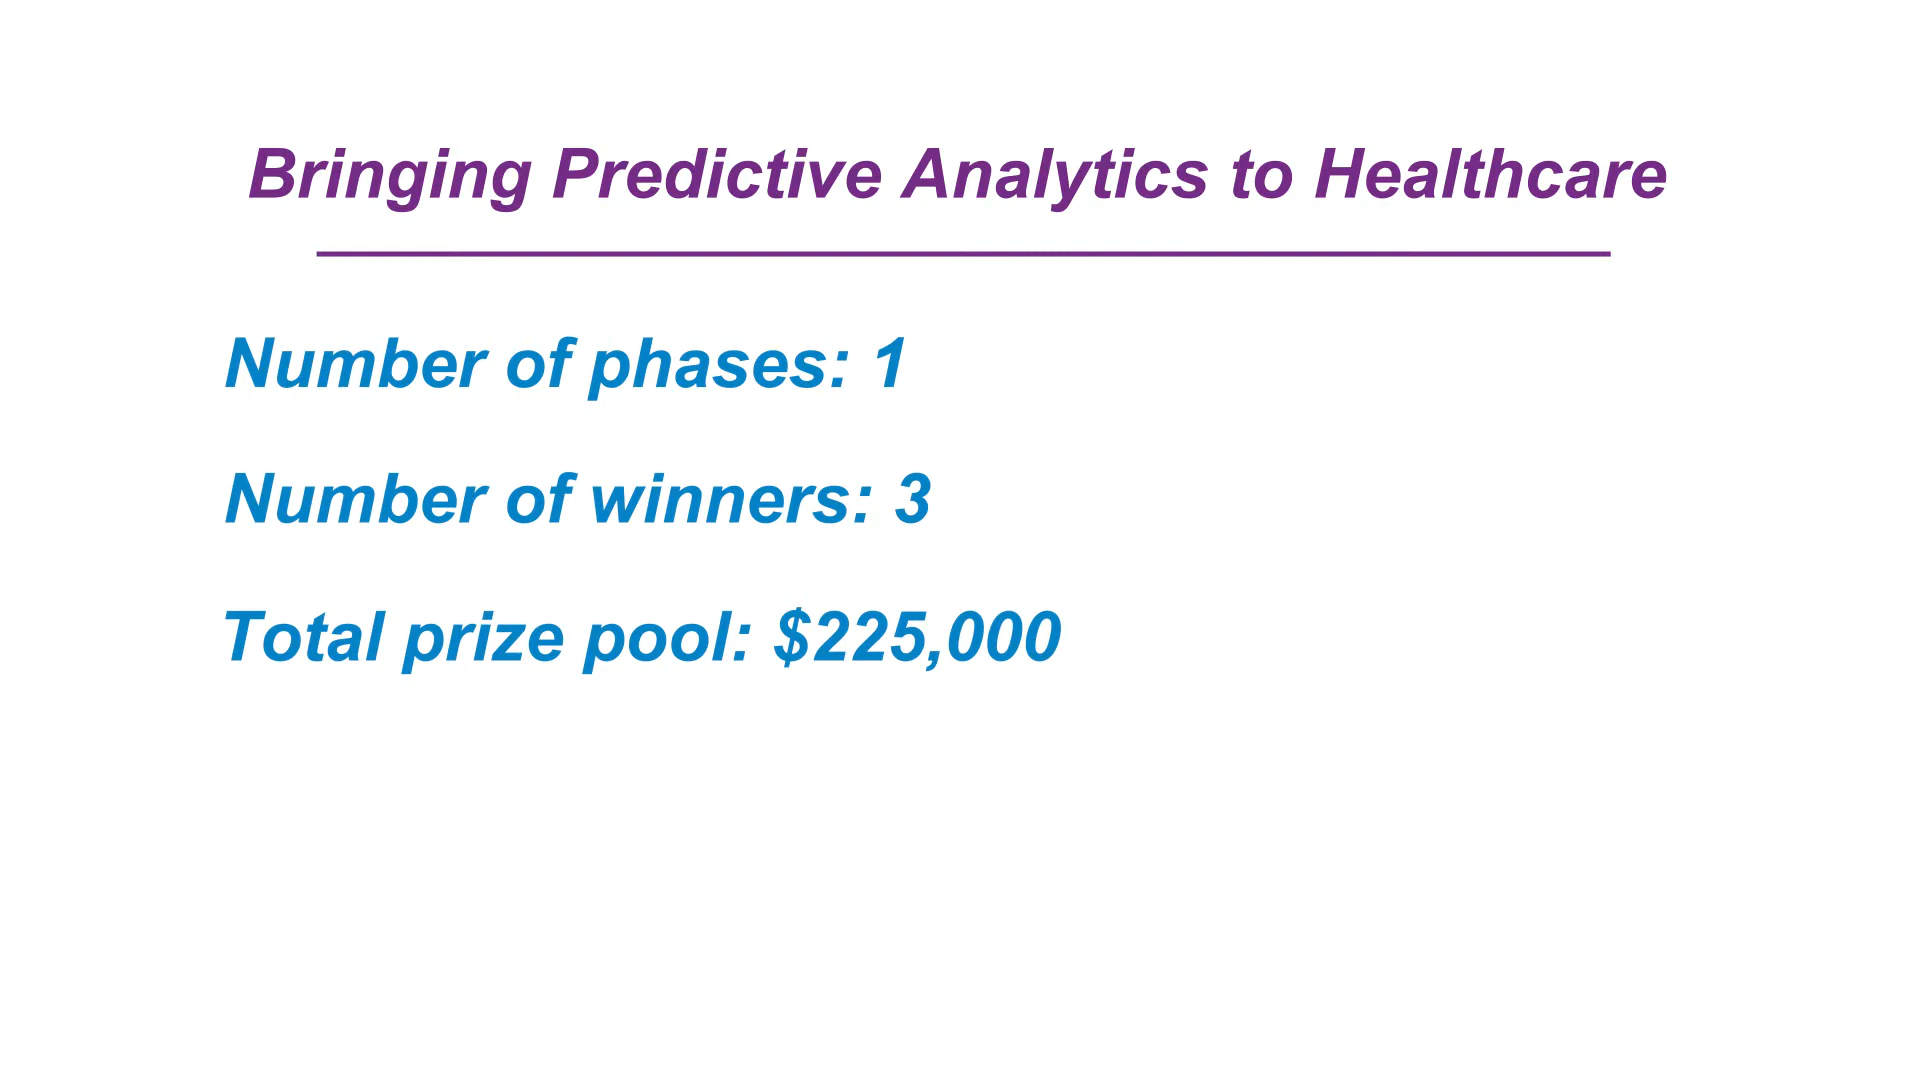 Bringing Predictive Analytics to Healthcare
Number of phases: 1
Number of winners: 3
Total prize pool: $225,000